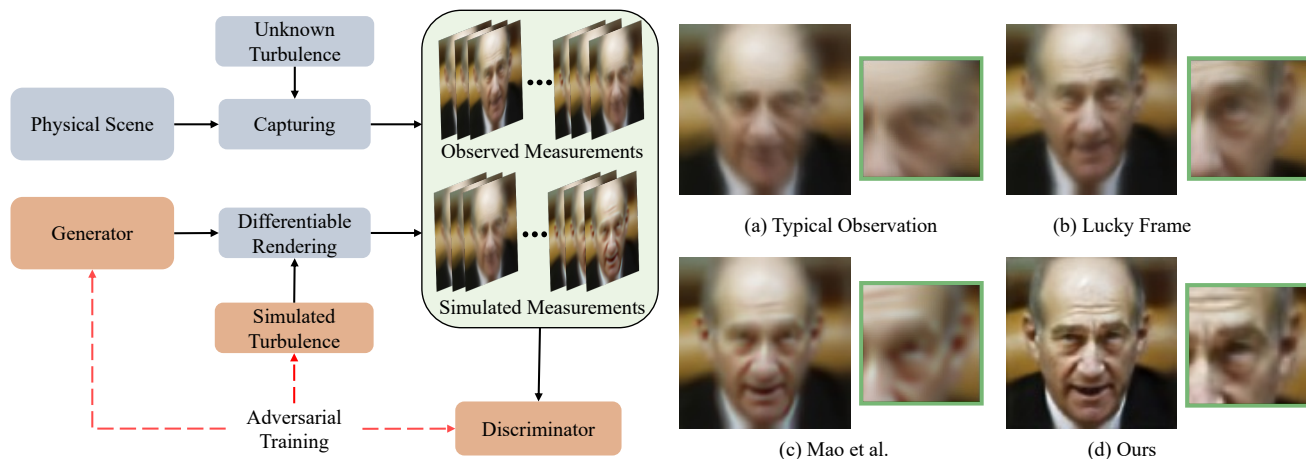 Unknown
Turbulence
Physical Scene
Capturing
Observed Measurements
Generator
Differentiable
Rendering
Simulated Measurements
Simulated
Turbulence
Adversarial
Training
Discriminator
(a) Typical Observation
(b) Lucky Frame
(c) Mao et al.
(d) Ours